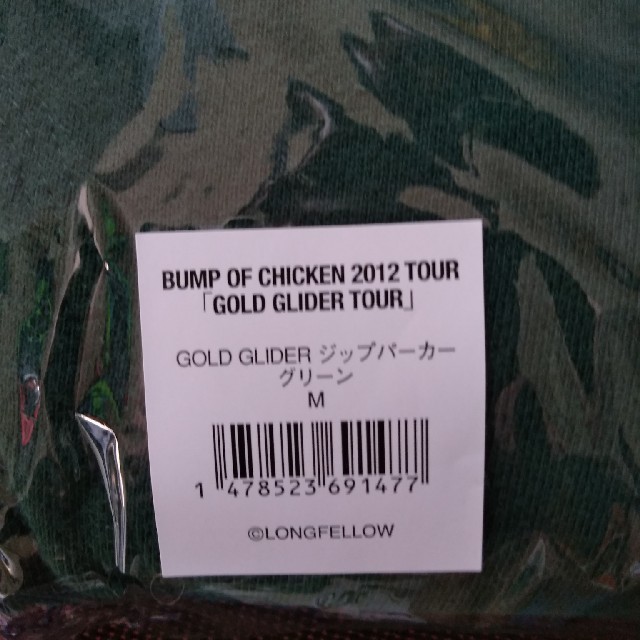 BUMP OF CHICKEN 2012 TOUR
「GOLD GLIDER TOUR」
GOLD GLIDER ジップパーカー
グリーン
M
1 478523 691477
©LONGFELLOW